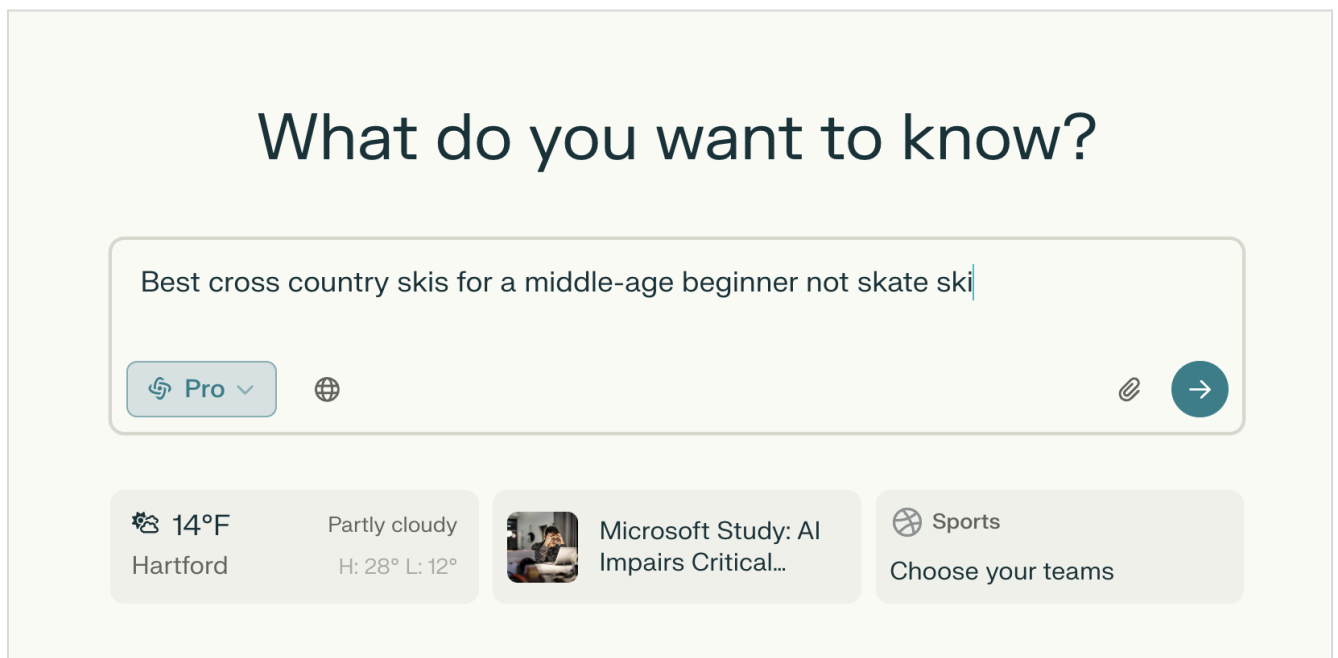 What do you want to know?
Best cross country skis for a middle-age beginner not skate ski
Pro
14°F
Partly cloudy
Hartford
H: 28° L: 12°
Microsoft Study: AI
Impairs Critical...
Sports
Choose your teams